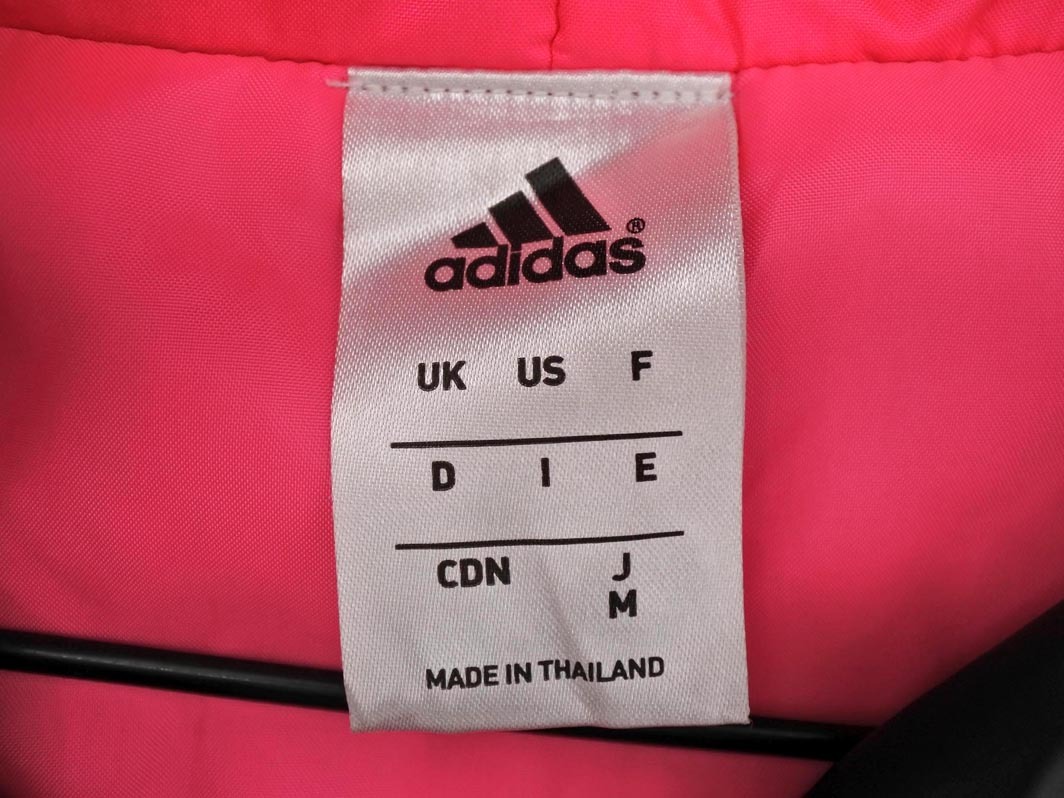 adidas®
UK US F
D I E
CDN J
M
MADE IN THAILAND